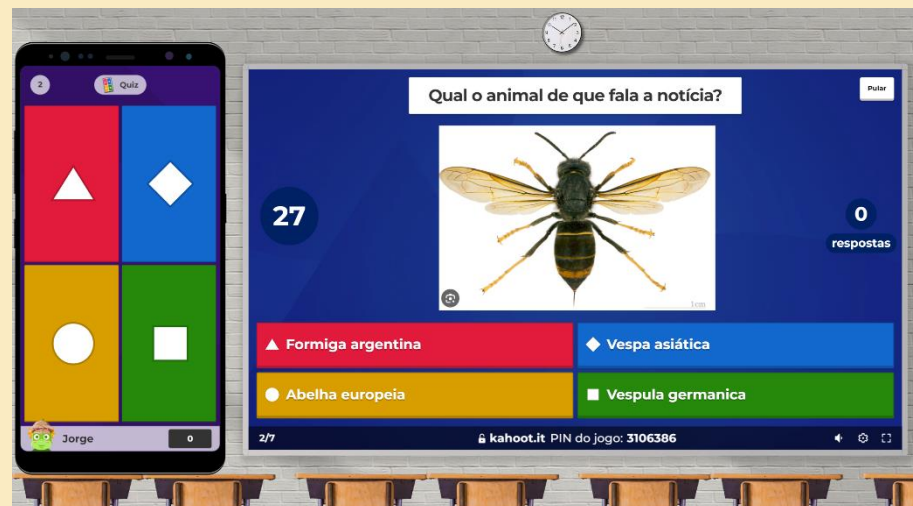 2
Quiz
Jorge
0
Qual o animal de que fala a notícia?
Pular
27
0
respostas
1cm
Formiga argentina
Vespa asiática
Abelha europeia
Vespula germanica
2/7
kahoot.it PIN do jogo: 3106386